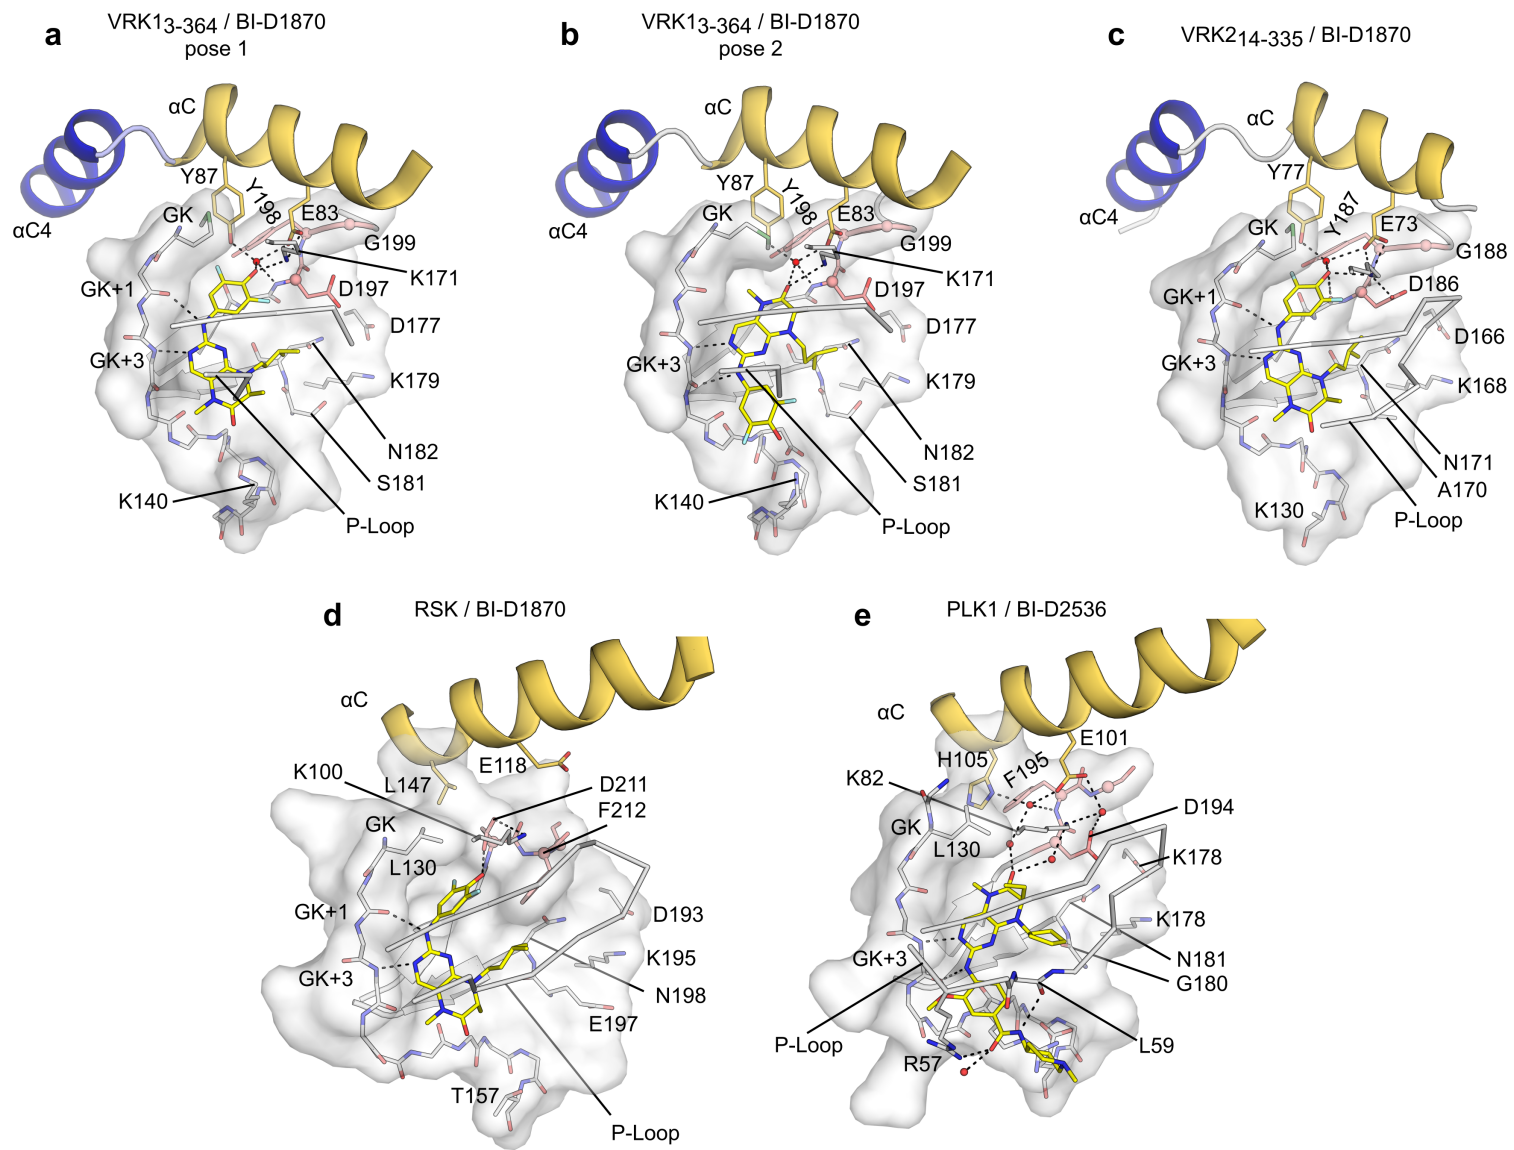 a
VRK13-364 / BI-D1870
pose 1
αC
αC4
Y87
Y198
E83
GK
G199
K171
GK+1
D197
D177
GK+3
K179
N182
S181
K140
P-Loop
b
VRK13-364 / BI-D1870
pose 2
αC
αC4
Y87
Y198
E83
GK
G199
K171
D197
D177
GK+3
K179
N182
S181
K140
P-Loop
c
VRK214-335 / BI-D1870
αC
αC4
Y77
Y187
E73
GK
G188
GK+1
D186
D166
GK+3
K168
N171
A170
K130
P-Loop
d
RSK / BI-D1870
αC
E118
K100
L147
D211
F212
GK
L130
GK+1
D193
GK+3
K195
N198
E197
T157
P-Loop
e
PLK1 / BI-D2536
αC
E101
H105
F195
K82
D194
GK
L130
K178
K178
GK+3
N181
G180
P-Loop
L59
R57